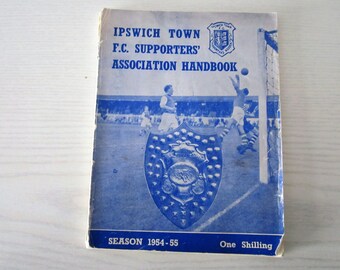 IPSWICH TOWN
F.C. SUPPORTERS'
ASSOCIATION HANDBOOK
SEASON 1954-55 One Shilling